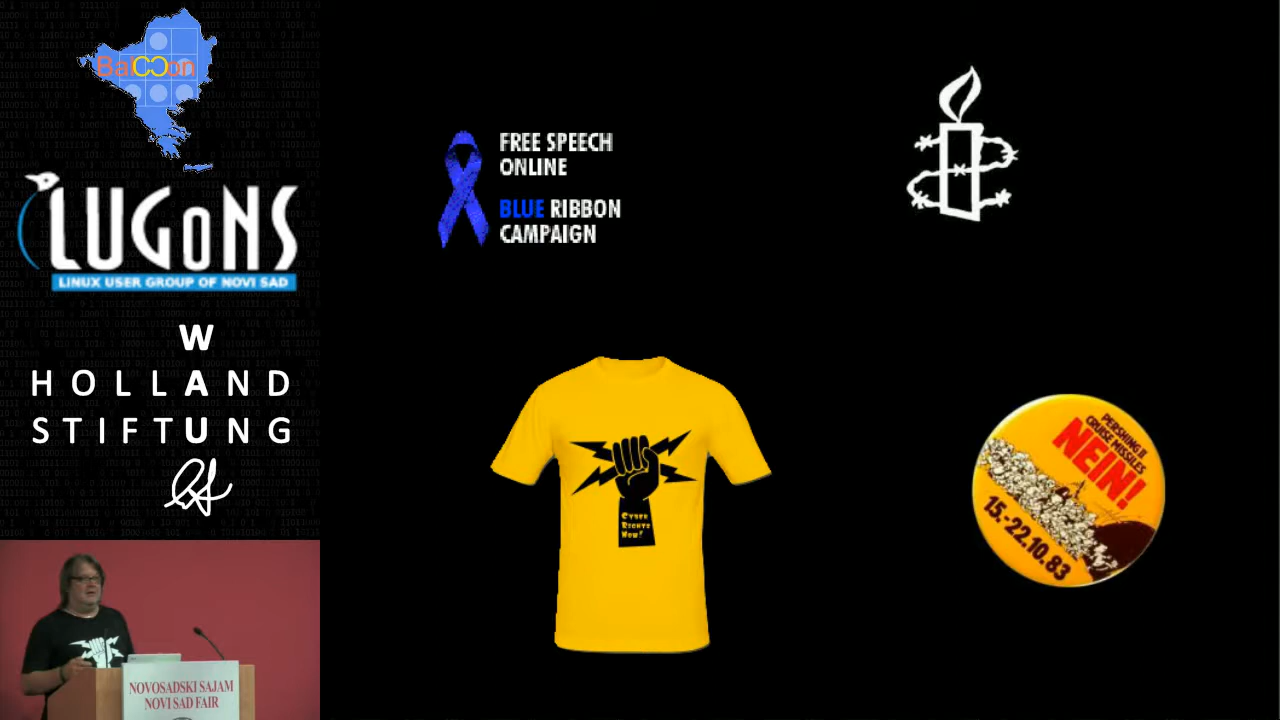 BalCCon
LUGoNS
LINUX USER GROUP OF NOVI SAD
W
HOLLAND
STIFTUNG
FREE SPEECH
ONLINE
BLUE RIBBON
CAMPAIGN
CYBER
RIGHTS
NOW!
PERSHING II
CRUISE MISSILES
NEIN!
15.-22.10.83
NOVOSADSKI SAJAM
NOVI SAD FAIR